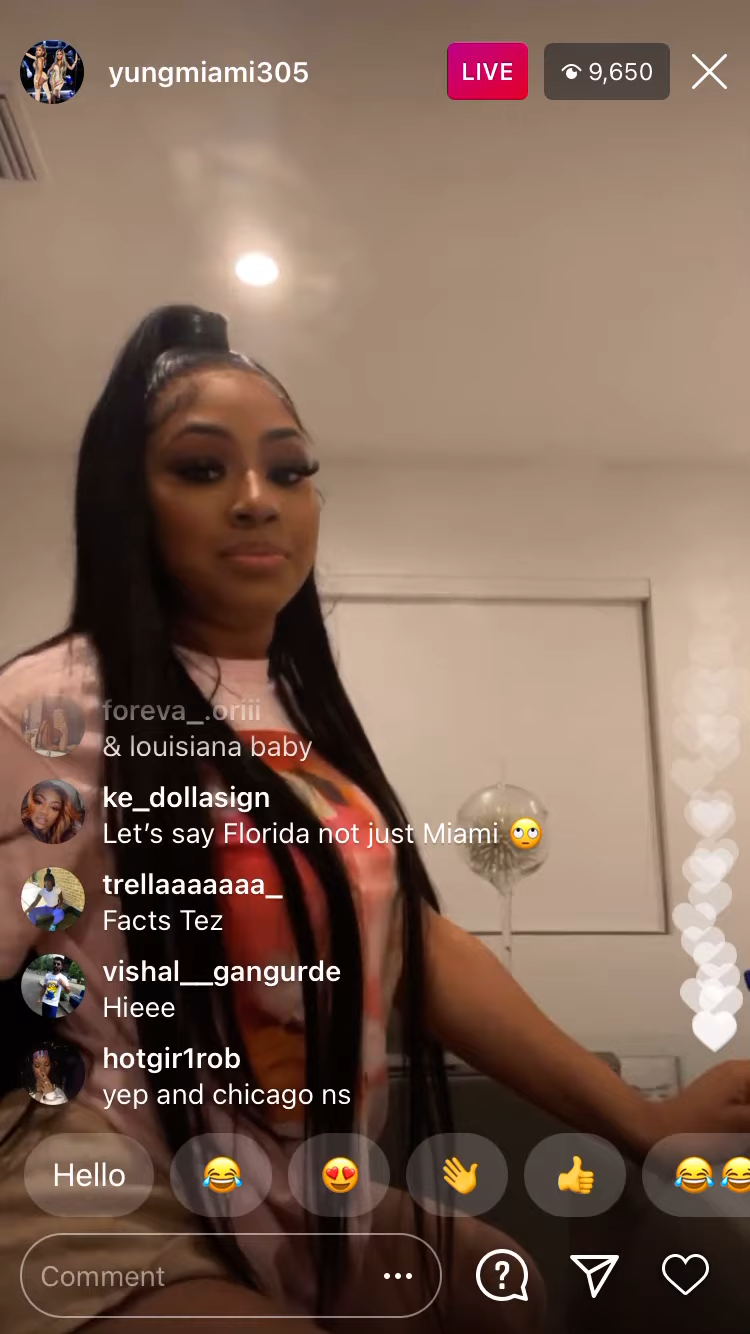 yungmiami305
LIVE
9,650
foreva_.oriii
& louisiana baby
ke_dollasign
Let’s say Florida not just Miami 🙄
trellaaaaaaa_
Facts Tez
vishal__gangurde
Hieee
hotgir1rob
yep and chicago ns
Hello 😂 😍 👋 👍 😂😂
Comment